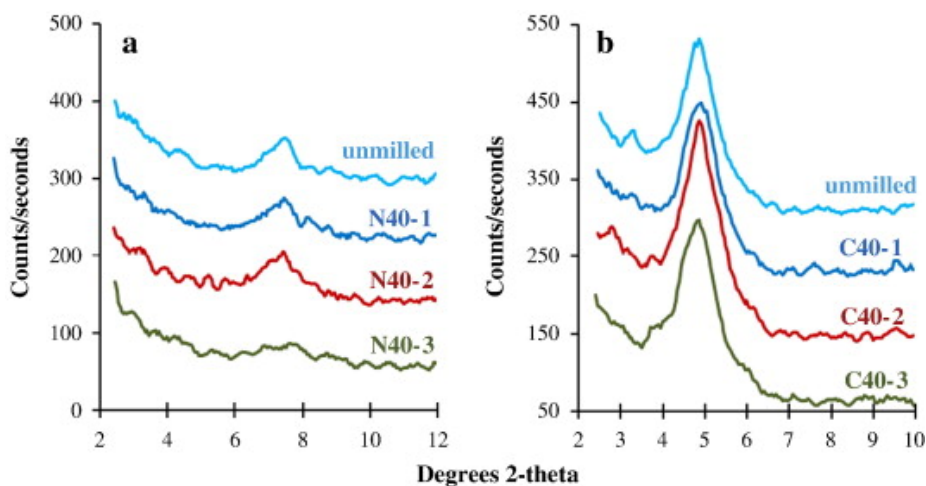 a
500
400
300
200
100
0
Counts/seconds
unmilled
N40-1
N40-2
N40-3
2 4 6 8 10 12
b
550
450
350
250
150
50
Counts/seconds
unmilled
C40-1
C40-2
C40-3
2 3 4 5 6 7 8 9 10
Degrees 2-theta